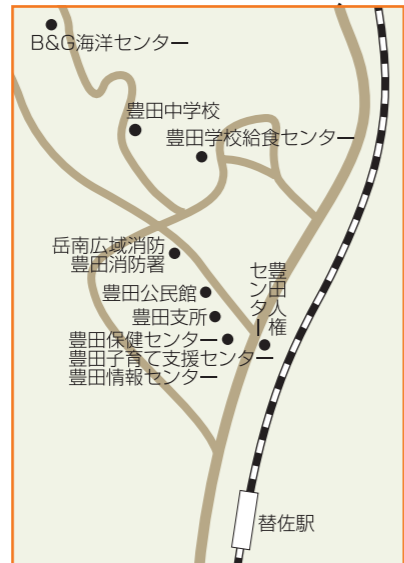 B&G海洋センター
豊田中学校
豊田学校給食センター
岳南広域消防
豊田消防署
豊田人権
センター
豊田公民館
豊田支所
豊田保健センター
豊田子育て支援センター
豊田情報センター
替佐駅